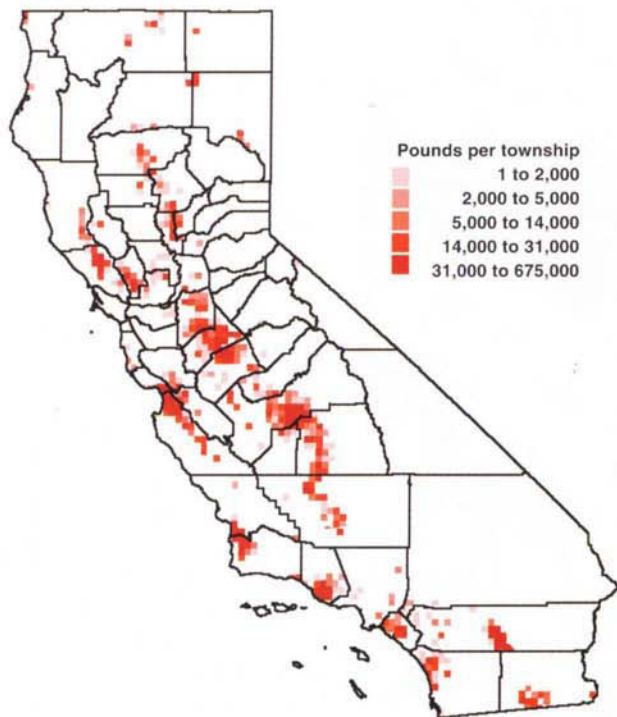 Pounds per township
1 to 2,000
2,000 to 5,000
5,000 to 14,000
14,000 to 31,000
31,000 to 675,000